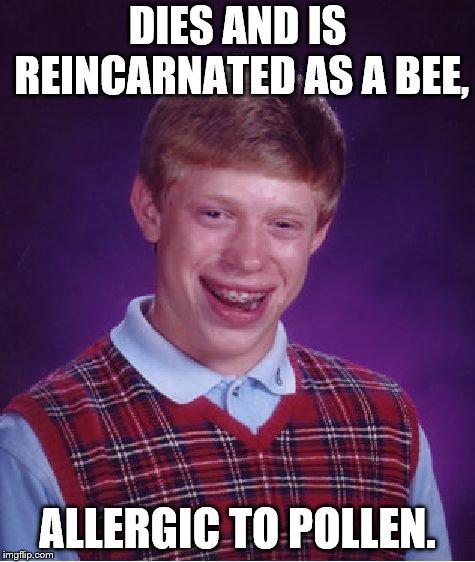 DIES AND IS
REINCARNATED AS A BEE,
ALLERGIC TO POLLEN.
imgflip.com